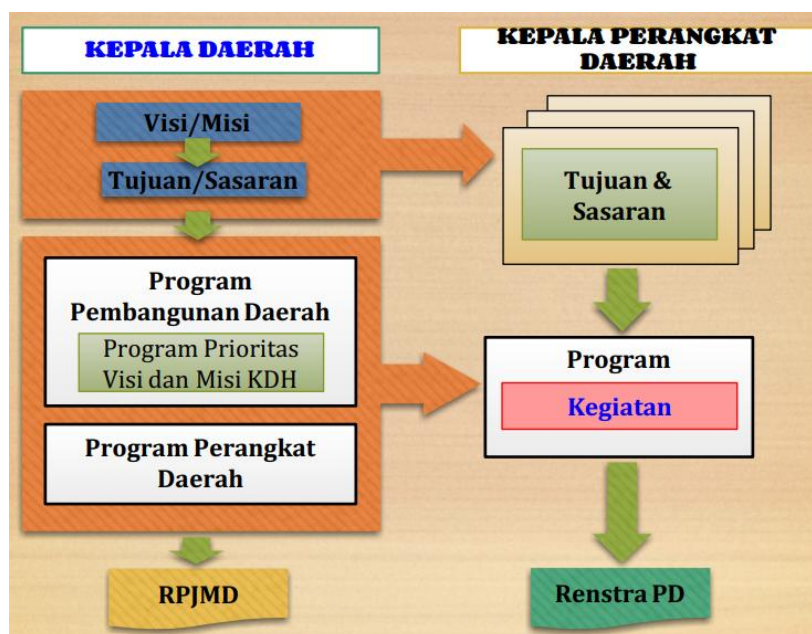 KEPALA DAERAH
Visi/Misi
Tujuan/Sasaran
Program
Pembangunan Daerah
Program Prioritas
Visi dan Misi KDH
Program Perangkat
Daerah
RPJMD
KEPALA PERANGKAT
DAERAH
Tujuan &
Sasaran
Program
Kegiatan
Renstra PD